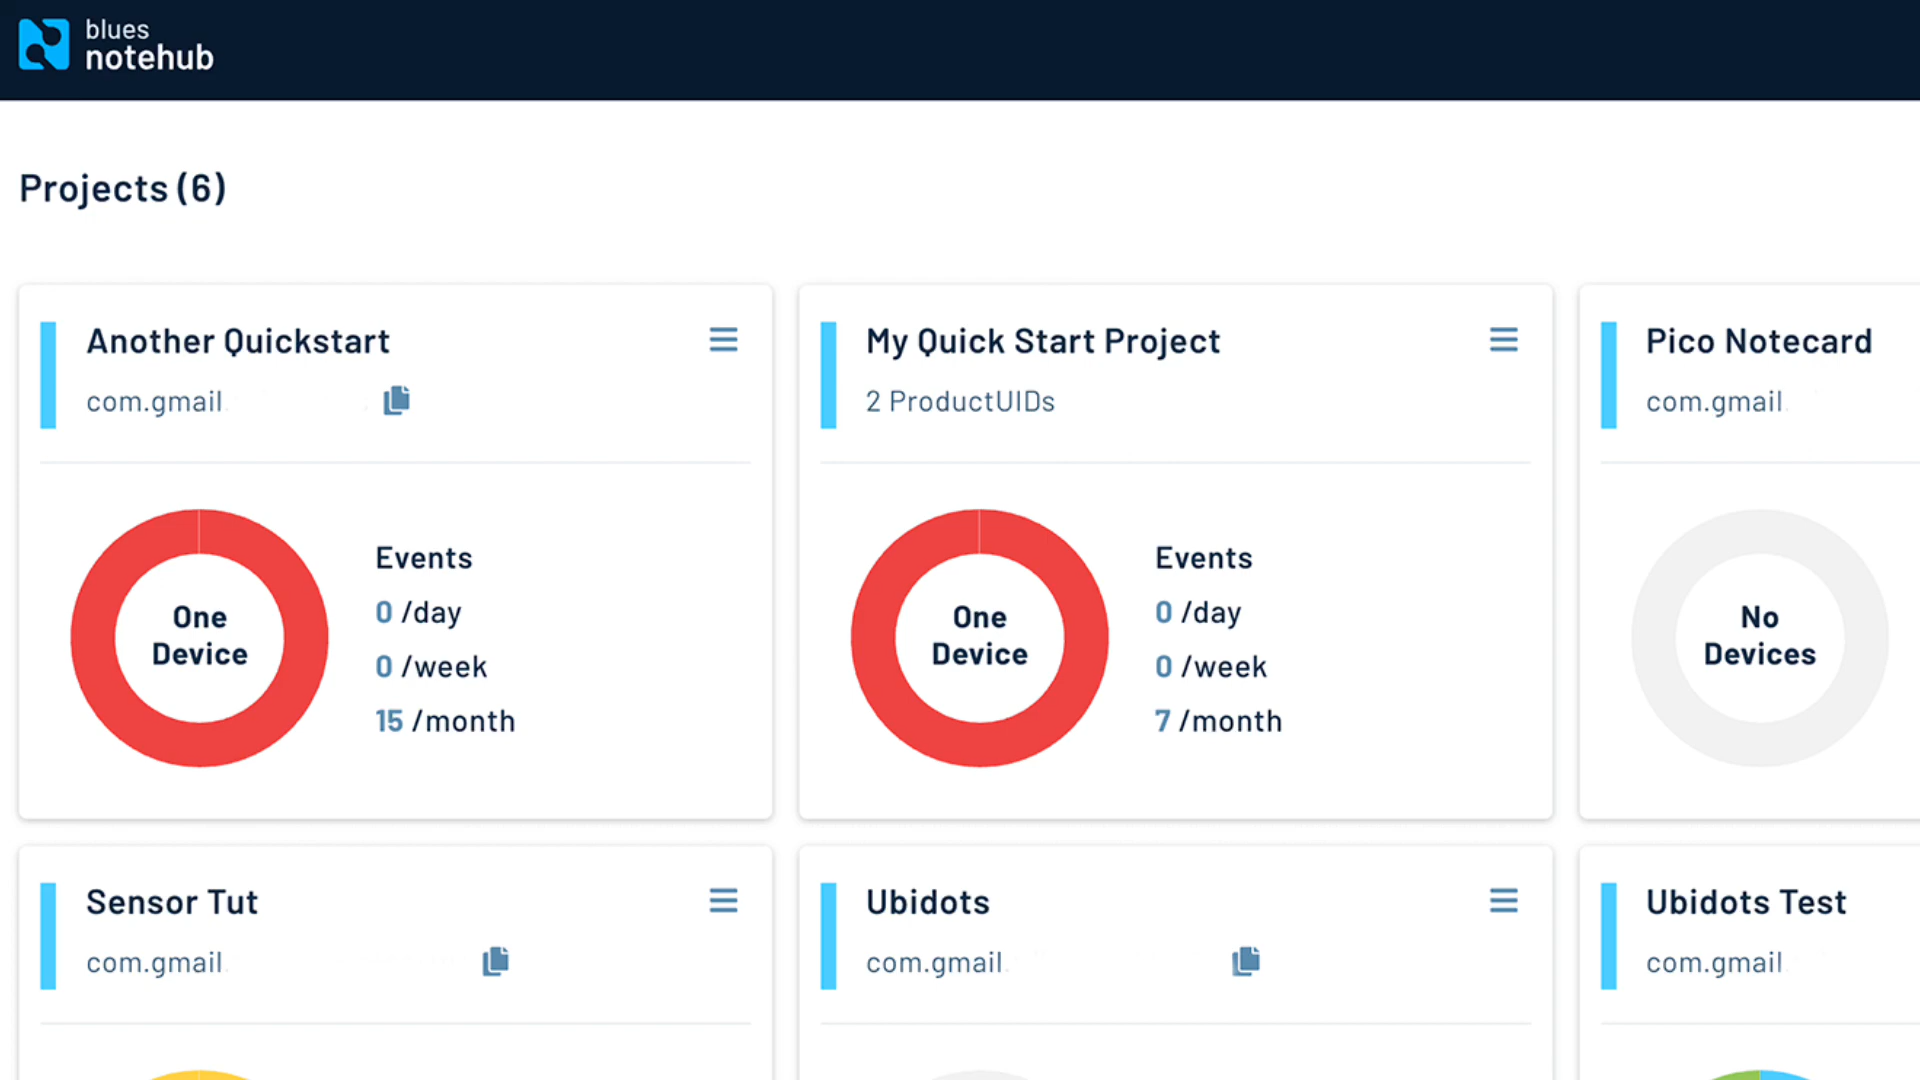 blues
notehub
Projects (6)
Another Quickstart
com.gmail.
One
Device
Events
0 /day
0 /week
15 /month
My Quick Start Project
2 ProductUIDs
One
Device
Events
0 /day
0 /week
7 /month
Pico Notecard
com.gmail.
No
Devices
Sensor Tut
com.gmail.
Ubidots
com.gmail.
Ubidots Test
com.gmail.